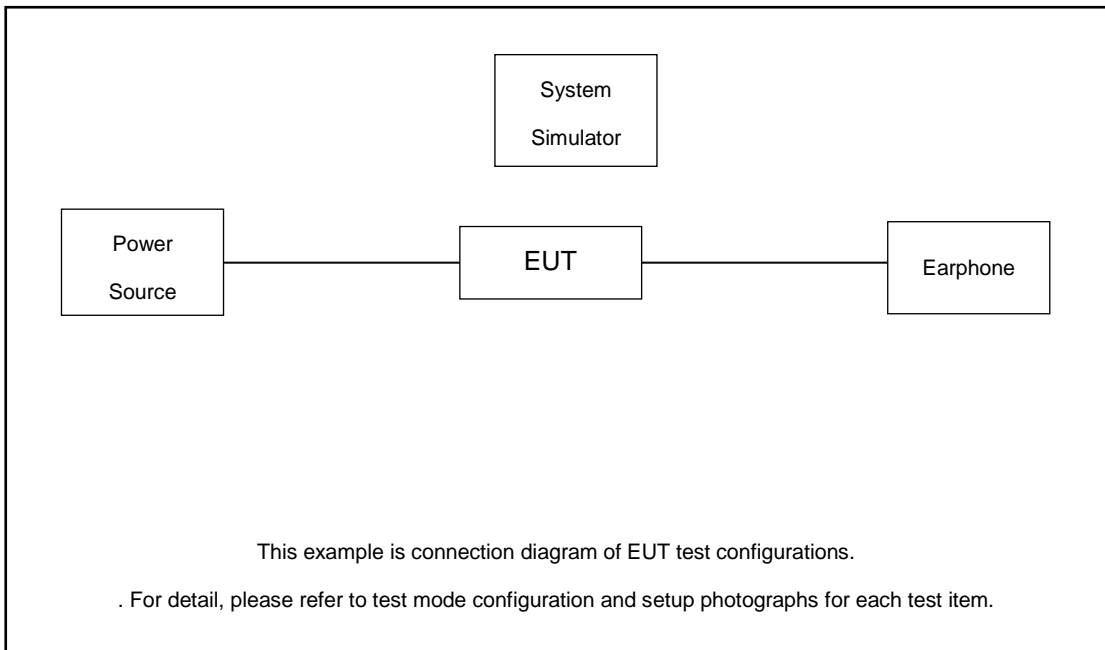 System
Simulator
Power
Source
EUT
Earphone
This example is connection diagram of EUT test configurations.
. For detail, please refer to test mode configuration and setup photographs for each test item.